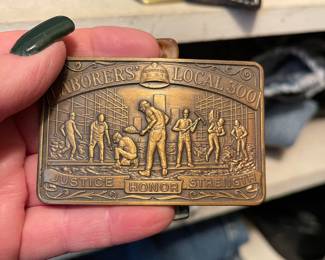 LABORERS' LOCAL 300
JUSTICE HONOR STRENGTH